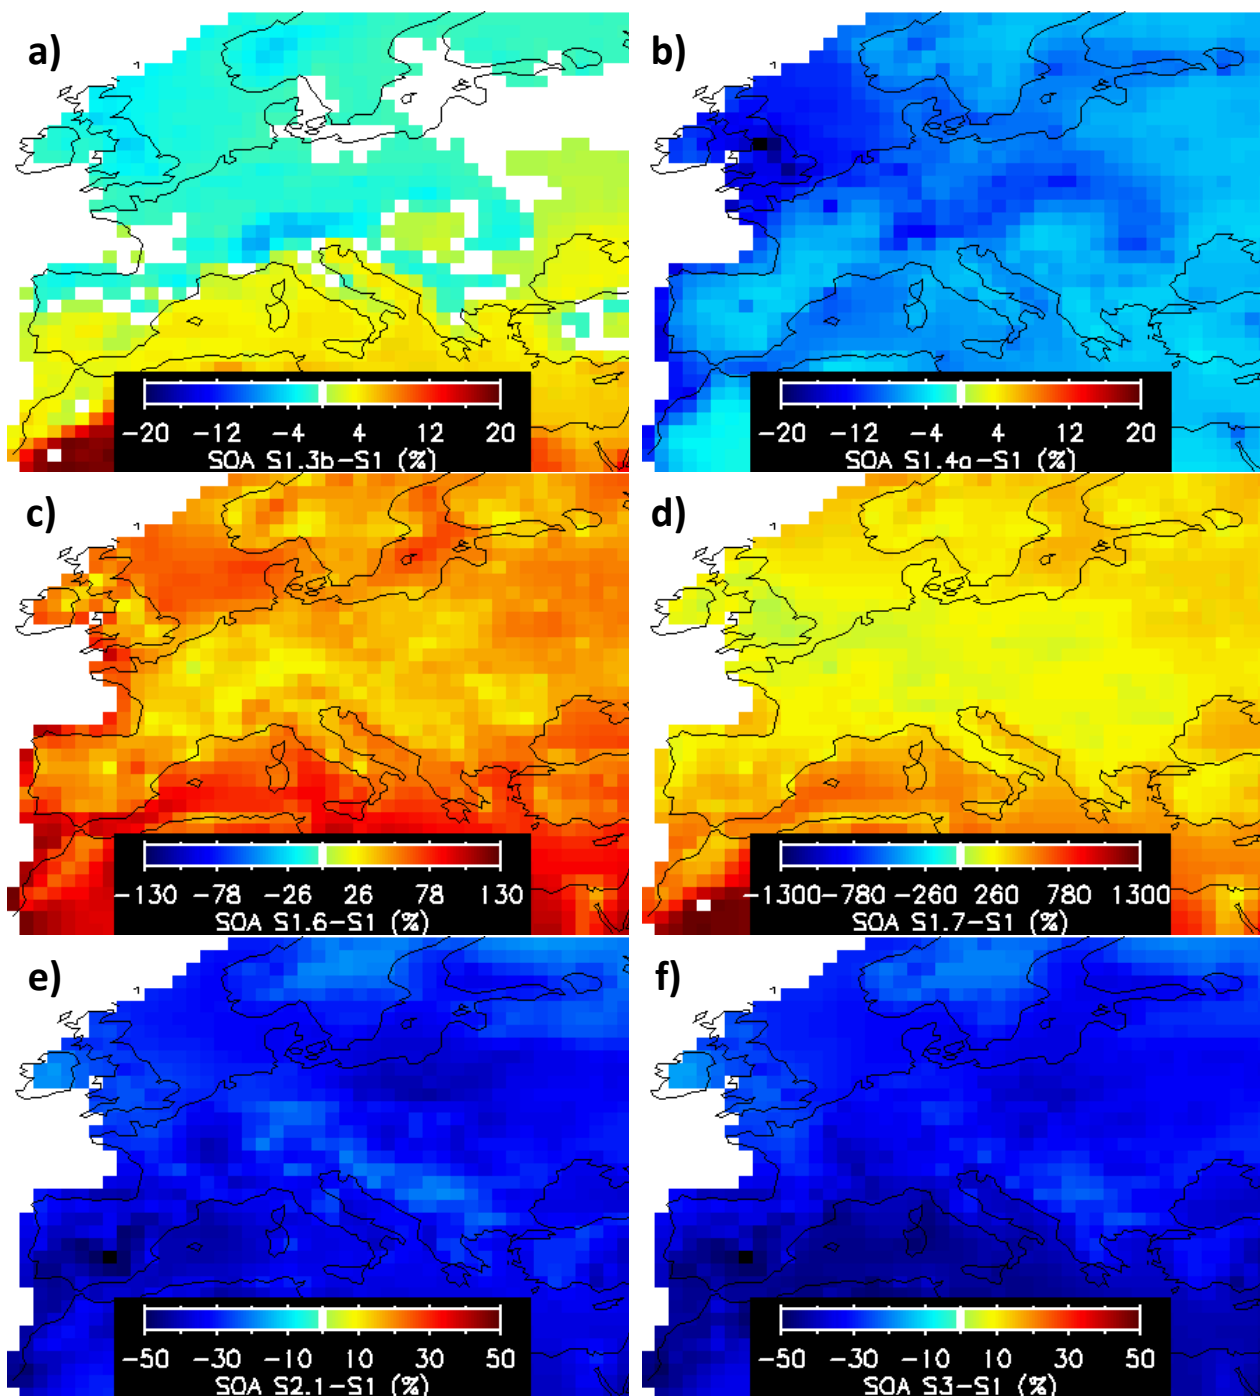 a)
b)
-20 -12 -4 4 12 20
SOA S1.3b-S1 (%)
-20 -12 -4 4 12 20
SOA S1.4a-S1 (%)
c)
d)
-130 -78 -26 26 78 130
SOA S1.6-S1 (%)
-1300 -780 -260 260 780 1300
SOA S1.7-S1 (%)
e)
f)
-50 -30 -10 10 30 50
SOA S2.1-S1 (%)
-50 -30 -10 10 30 50
SOA S3-S1 (%)